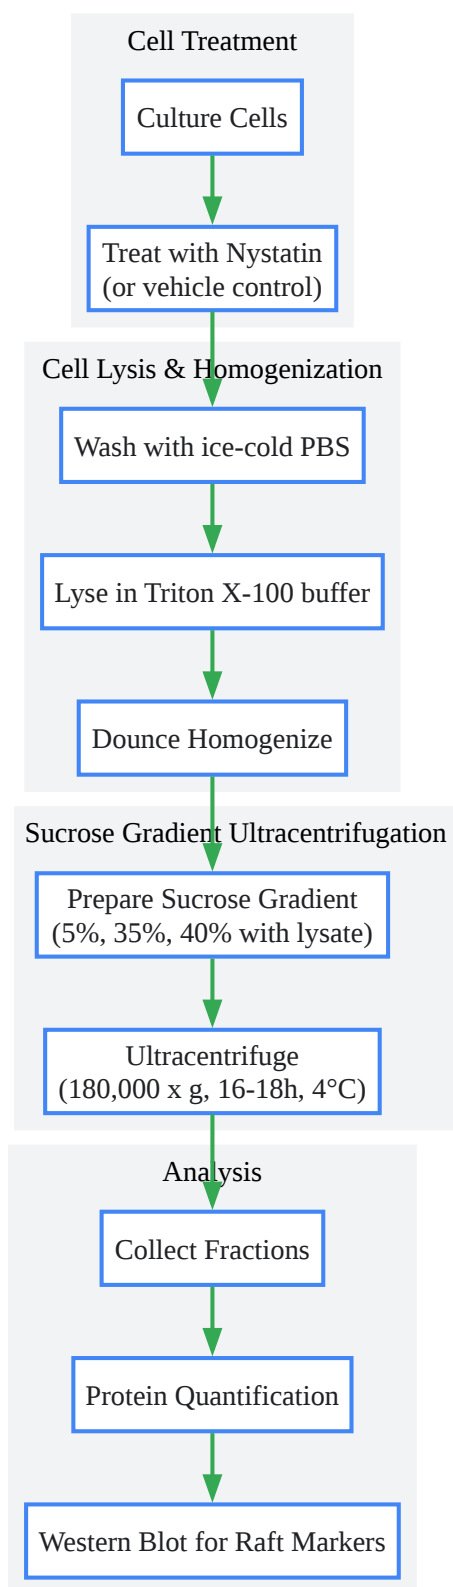 Cell Treatment
Culture Cells
Treat with Nystatin
(or vehicle control)
Cell Lysis & Homogenization
Wash with ice-cold PBS
Lyse in Triton X-100 buffer
Dounce Homogenize
Sucrose Gradient Ultracentrifugation
Prepare Sucrose Gradient
(5%, 35%, 40% with lysate)
Ultracentrifuge
(180,000 x g, 16-18h, 4°C)
Analysis
Collect Fractions
Protein Quantification
Western Blot for Raft Markers